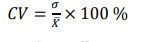 CV = σ/X̄ × 100 %